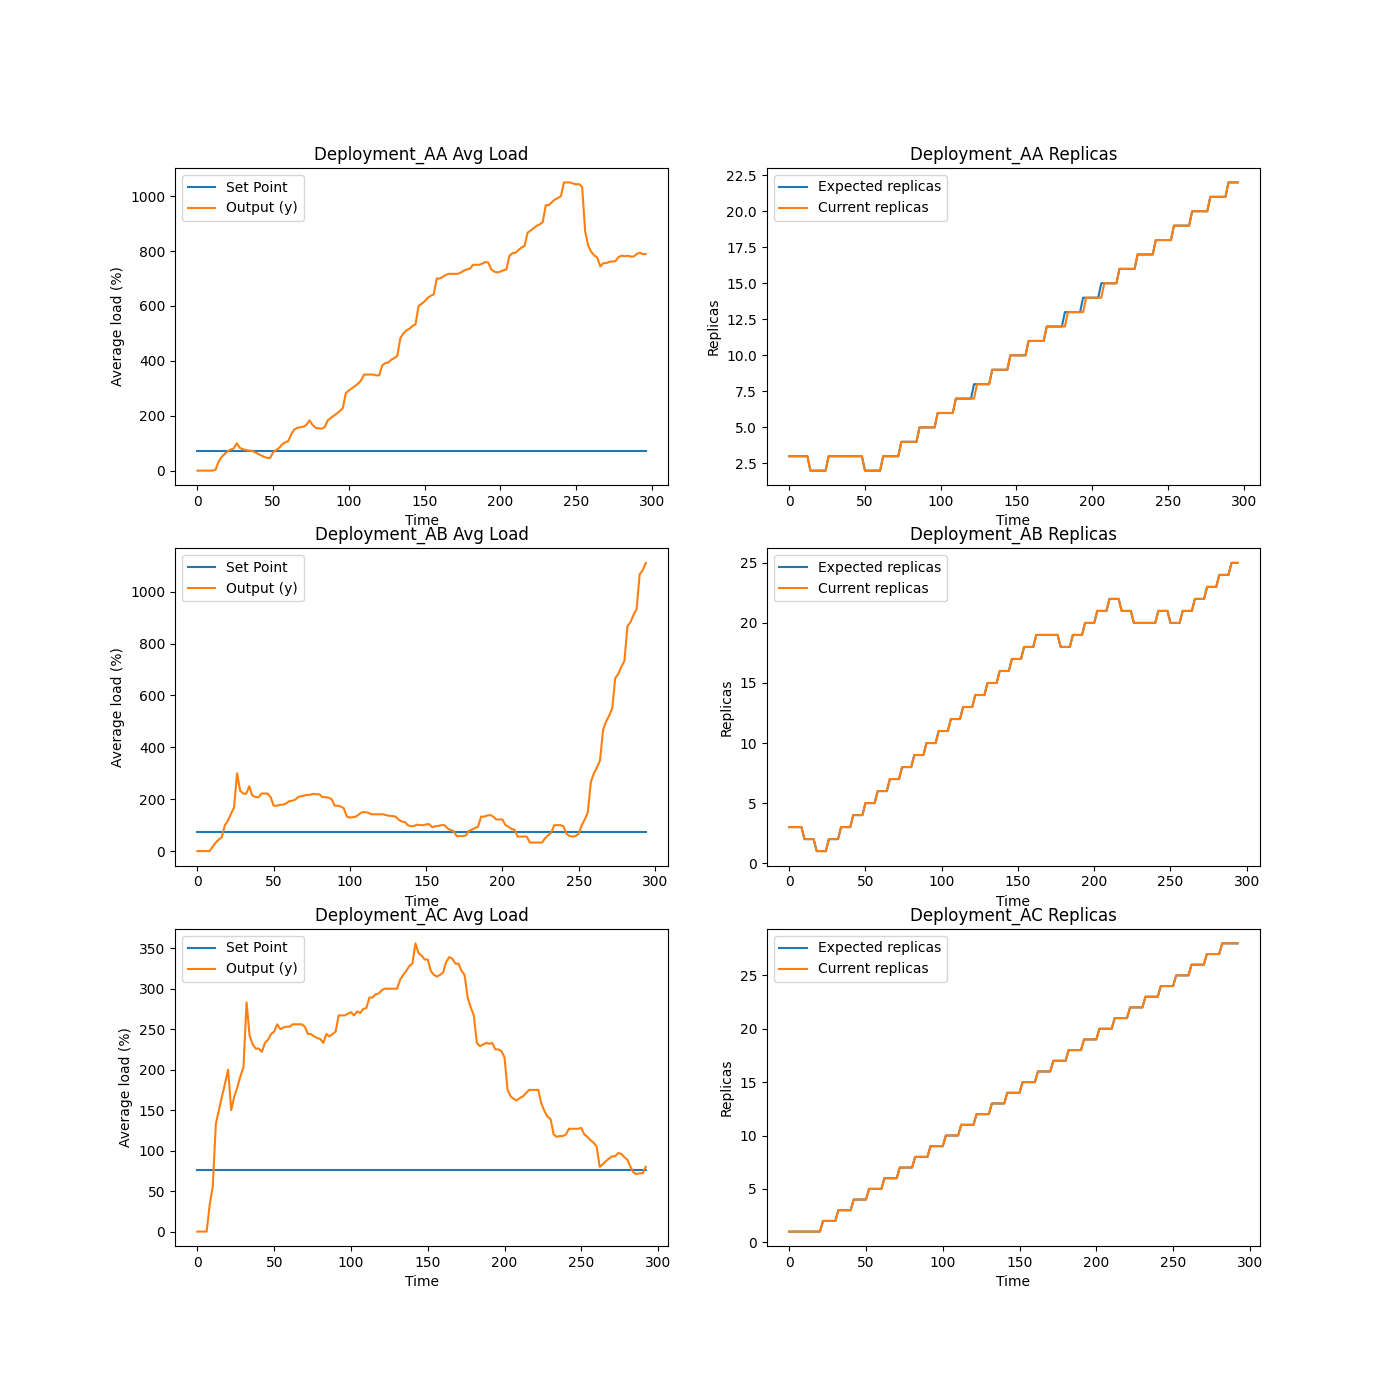 Deployment_AA Avg Load
Set Point
Output (y)
Average load (%)
1000
800
600
400
200
0
0 50 100 150 200 250 300
Time
Deployment_AA Replicas
Expected replicas
Current replicas
Replicas
22.5
20.0
17.5
15.0
12.5
10.0
7.5
5.0
2.5
0 50 100 150 200 250 300
Time
Deployment_AB Avg Load
Set Point
Output (y)
Average load (%)
1000
800
600
400
200
0
0 50 100 150 200 250 300
Time
Deployment_AB Replicas
Expected replicas
Current replicas
Replicas
25
20
15
10
5
0
0 50 100 150 200 250 300
Time
Deployment_AC Avg Load
Set Point
Output (y)
Average load (%)
350
300
250
200
150
100
50
0
0 50 100 150 200 250 300
Time
Deployment_AC Replicas
Expected replicas
Current replicas
Replicas
25
20
15
10
5
0
0 50 100 150 200 250 300
Time